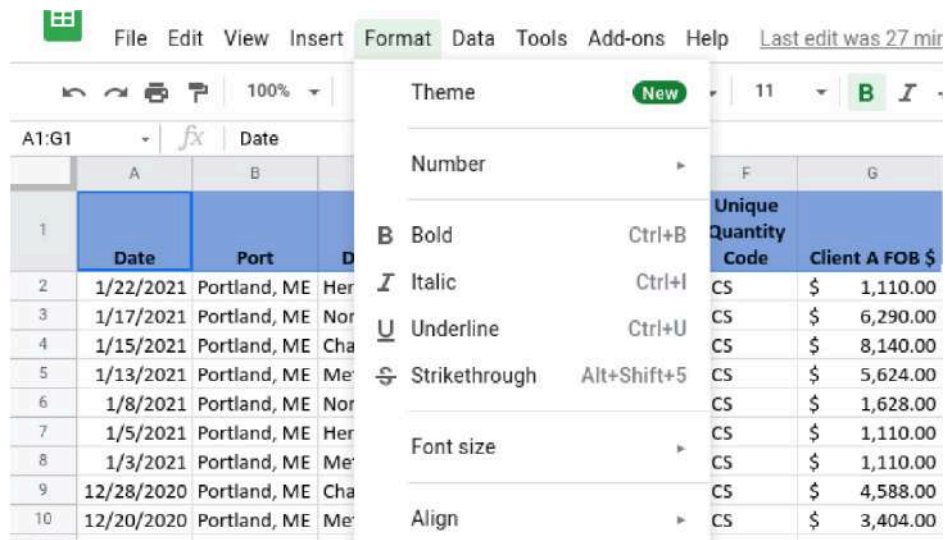 File Edit View Insert Format Data Tools Add-ons Help Last edit was 27 min
100% Theme New 11 B I
A1:G1 fx Date
Number ►
A B F G
1 Date Port D Unique Quantity Code Client A FOB $
B Bold Ctrl+B
I Italic Ctrl+I
U Underline Ctrl+U
S Strikethrough Alt+Shift+5
Font size ►
Align ►
2 1/22/2021 Portland, ME Her CS $ 1,110.00
3 1/17/2021 Portland, ME Nor CS $ 6,290.00
4 1/15/2021 Portland, ME Cha CS $ 8,140.00
5 1/13/2021 Portland, ME Me CS $ 5,624.00
6 1/8/2021 Portland, ME Nor CS $ 1,628.00
7 1/5/2021 Portland, ME Her CS $ 1,110.00
8 1/3/2021 Portland, ME Me CS $ 1,110.00
9 12/28/2020 Portland, ME Cha CS $ 4,588.00
10 12/20/2020 Portland, ME Me CS $ 3,404.00